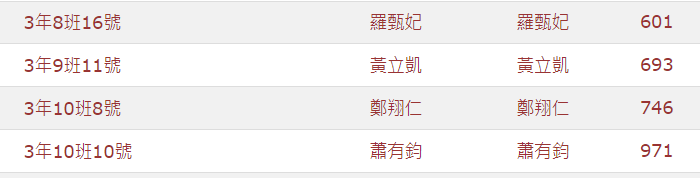 3年8班16號 羅甄妃 羅甄妃 601
3年9班11號 黃立凱 黃立凱 693
3年10班8號 鄭翔仁 鄭翔仁 746
3年10班10號 蕭有鈞 蕭有鈞 971